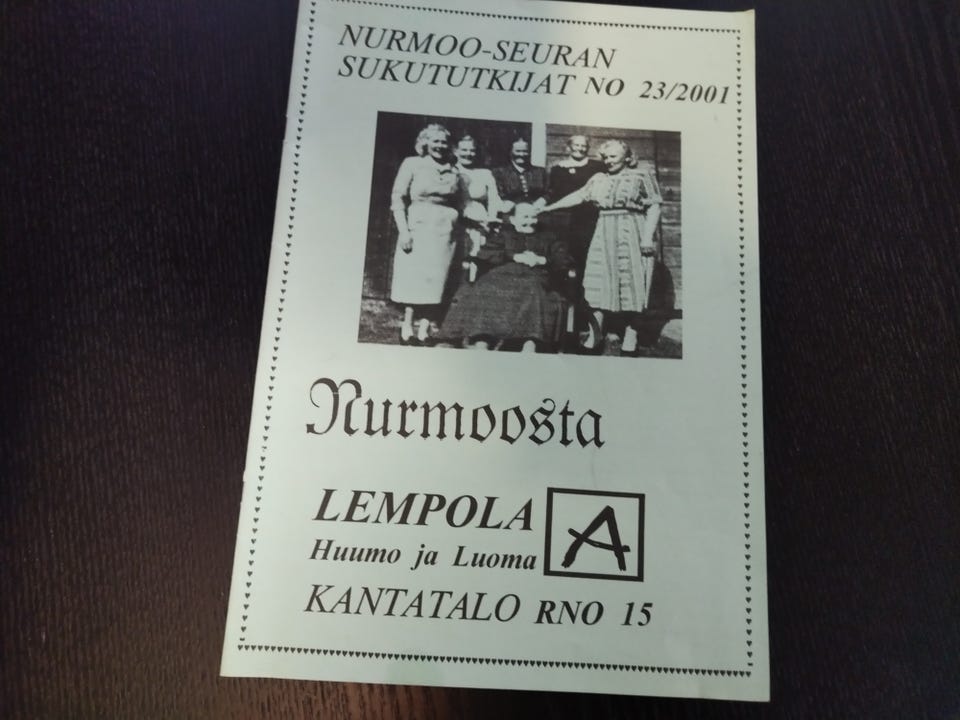 NURMOO-SEURAN
SUKUTUTKIJAT NO 23/2001
Nurmoosta
LEMPOLA
A
Huumo ja Luoma
KANTATALO RNO 15